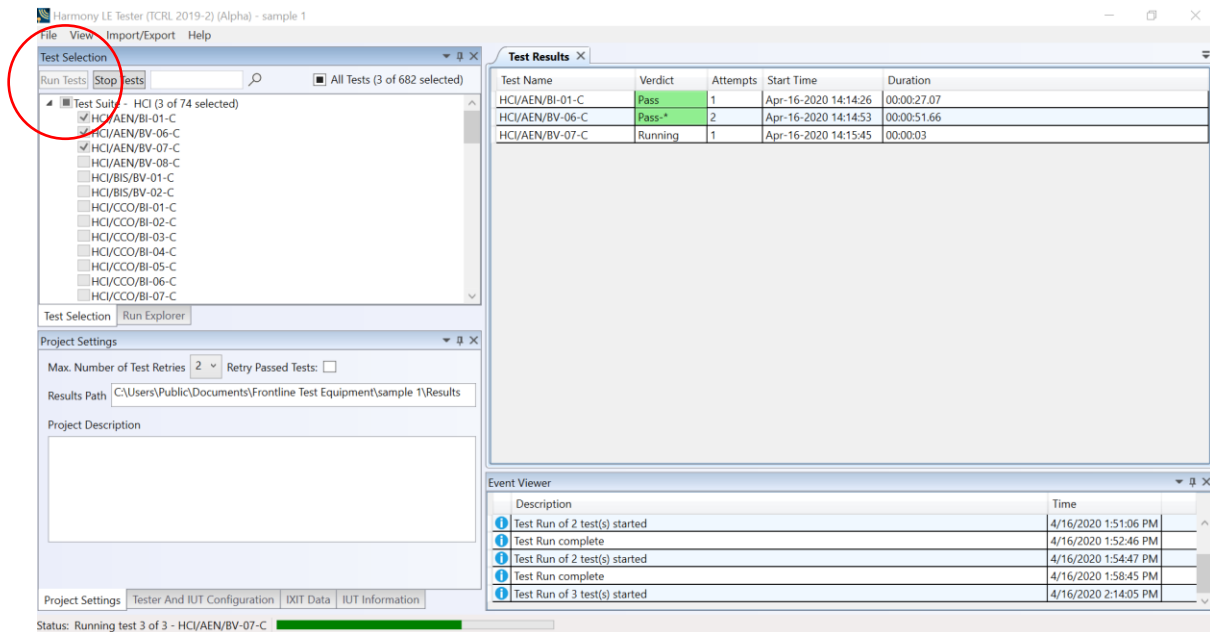 Harmony LE Tester (TCRL 2019-2) (Alpha) - sample 1
File View Import/Export Help
Test Selection
Run Tests Stop Tests All Tests (3 of 682 selected)
Test Suite - HCI (3 of 74 selected)
HCI/AEN/BI-01-C
HCI/AEN/BV-06-C
HCI/AEN/BV-07-C
HCI/AEN/BV-08-C
HCI/BIS/BV-01-C
HCI/BIS/BV-02-C
HCI/CCO/BI-01-C
HCI/CCO/BI-02-C
HCI/CCO/BI-03-C
HCI/CCO/BI-04-C
HCI/CCO/BI-05-C
HCI/CCO/BI-06-C
HCI/CCO/BI-07-C
Test Selection Run Explorer
Project Settings
Max. Number of Test Retries 2 Retry Passed Tests:
Results Path C:\Users\Public\Documents\Frontline Test Equipment\sample 1\Results
Project Description
Project Settings Tester And IUT Configuration IXIT Data IUT Information
Test Results
Test Name Verdict Attempts Start Time Duration
HCI/AEN/BI-01-C Pass 1 Apr-16-2020 14:14:26 00:00:27.07
HCI/AEN/BV-06-C Pass-* 2 Apr-16-2020 14:14:53 00:00:51.66
HCI/AEN/BV-07-C Running 1 Apr-16-2020 14:15:45 00:00:03
Event Viewer
Description Time
Test Run of 2 test(s) started 4/16/2020 1:51:06 PM
Test Run complete 4/16/2020 1:52:46 PM
Test Run of 2 test(s) started 4/16/2020 1:54:47 PM
Test Run complete 4/16/2020 1:58:45 PM
Test Run of 3 test(s) started 4/16/2020 2:14:05 PM
Status: Running test 3 of 3 - HCI/AEN/BV-07-C